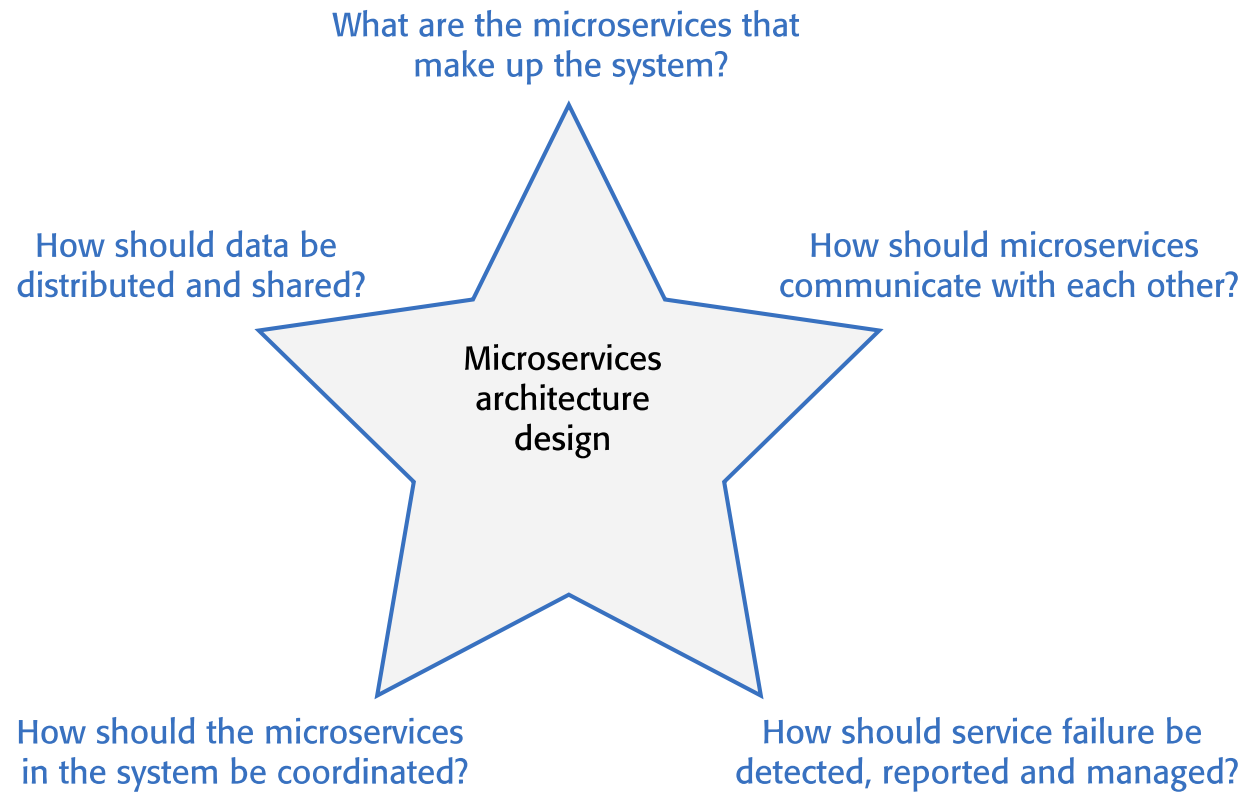 What are the microservices that
make up the system?
How should data be
distributed and shared?
How should microservices
communicate with each other?
Microservices
architecture
design
How should the microservices
in the system be coordinated?
How should service failure be
detected, reported and managed?